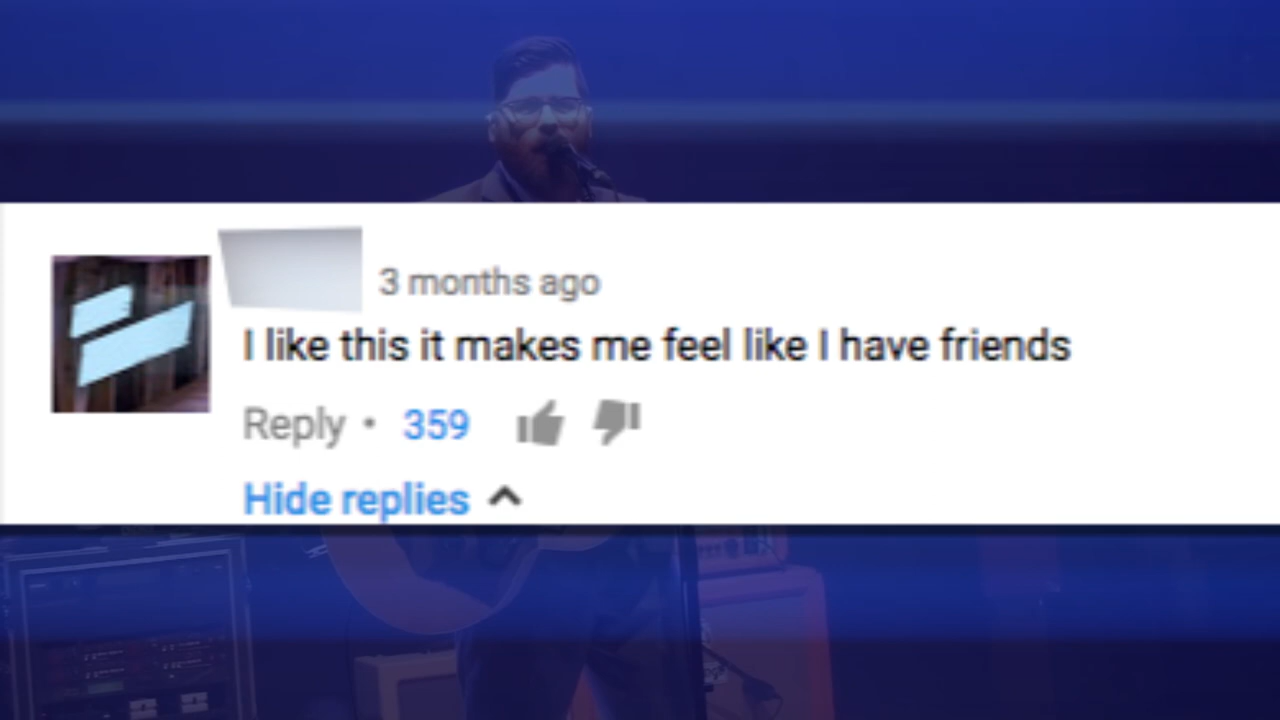 3 months ago
I like this it makes me feel like I have friends
Reply • 359
Hide replies